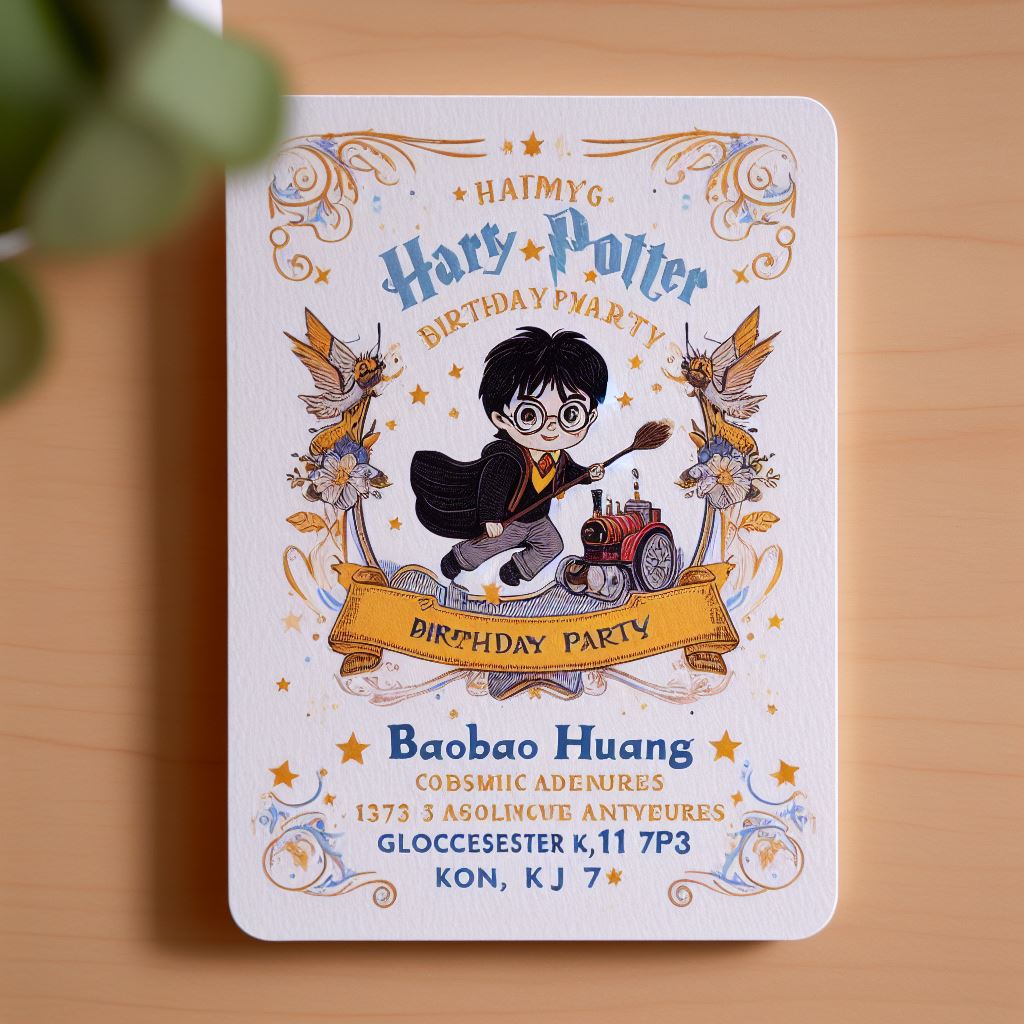 HATMYG.
Harry Potter
BIRTHDAY PNARTY
BIRTHDAY PARTY
Baobao Huang
COBSMIIC ADENURES
1373 3 ASOLINCUE ANTYEURES
GLOCCESESTER K,11 7P3
KON, KJ 7